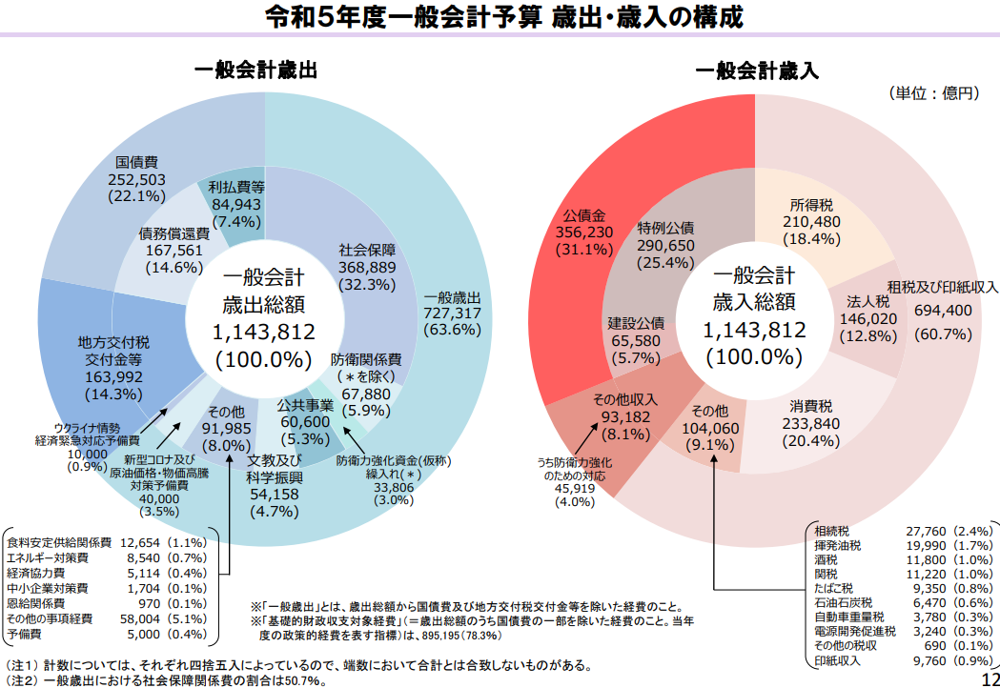 令和5年度一般会計予算 歳出・歳入の構成
一般会計歳出
国債費
252,503
(22.1%)
利払費等
84,943
(7.4%)
債務償還費
167,561
(14.6%)
社会保障
368,889
(32.3%)
一般歳出
727,317
(63.6%)
一般会計
歳出総額
1,143,812
(100.0%)
地方交付税
交付金等
163,992
(14.3%)
防衛関係費
(＊を除く)
67,880
(5.9%)
公共事業
60,600
(5.3%)
その他
91,985
(8.0%)
文教及び
科学振興
54,158
(4.7%)
防衛力強化資金(仮称)
繰入れ(＊)
33,806
(3.0%)
ウクライナ情勢
経済緊急対応予備費
10,000
(0.9%)
新型コロナ及び
原油価格・物価高騰
対策予備費
40,000
(3.5%)
食料安定供給関係費 12,654 (1.1%)
エネルギー対策費 8,540 (0.7%)
経済協力費 5,114 (0.4%)
中小企業対策費 1,704 (0.1%)
恩給関係費 970 (0.1%)
その他の事項経費 58,004 (5.1%)
予備費 5,000 (0.4%)
一般会計歳入
(単位：億円)
公債金
356,230
(31.1%)
特例公債
290,650
(25.4%)
所得税
210,480
(18.4%)
租税及び印紙収入
694,400
(60.7%)
法人税
146,020
(12.8%)
一般会計
歳入総額
1,143,812
(100.0%)
建設公債
65,580
(5.7%)
その他収入
93,182
(8.1%)
その他
104,060
(9.1%)
消費税
233,840
(20.4%)
うち防衛力強化
のための対応
45,919
(4.0%)
相続税 27,760 (2.4%)
揮発油税 19,990 (1.7%)
酒税 11,800 (1.0%)
関税 11,220 (1.0%)
たばこ税 9,350 (0.8%)
石油石炭税 6,470 (0.6%)
自動車重量税 3,780 (0.3%)
電源開発促進税 3,240 (0.3%)
その他の税収 690 (0.1%)
印紙収入 9,760 (0.9%)
※「一般歳出」とは、歳出総額から国債費及び地方交付税交付金等を除いた経費のこと。
※「基礎的財政収支対象経費」(＝歳出総額のうち国債費の一部を除いた経費のこと。当年
度の政策的経費を表す指標)は、895,195(78.3%)
(注1) 計数については、それぞれ四捨五入によっているので、端数において合計とは合致しないものがある。
(注2) 一般歳出における社会保障関係費の割合は50.7%。
12